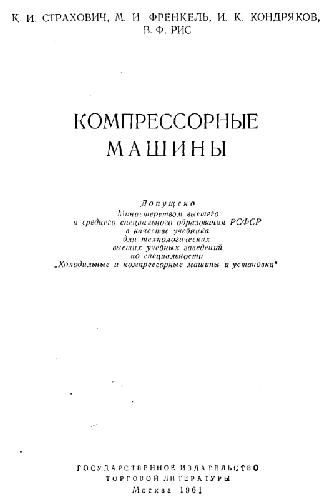 К. И. СТРАХОВИЧ, М. И. ФРЕНКЕЛЬ, И. К. КОНДРЯКОВ,
В. Ф. РИС
КОМПРЕССОРНЫЕ
МАШИНЫ
Допущено
Министерством высшего
и среднего специального образования РСФСР
в качестве учебника
для технологических
высших учебных заведений
по специальности
„Холодильные и компрессорные машины и установки“
ГОСУДАРСТВЕННОЕ ИЗДАТЕЛЬСТВО
ТОРГОВОЙ ЛИТЕРАТУРЫ
Москва 1961